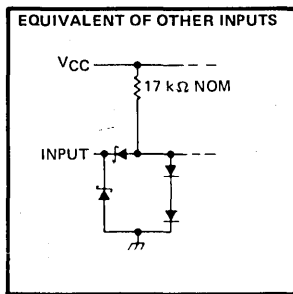 EQUIVALENT OF OTHER INPUTS
VCC
17 kΩ NOM
INPUT